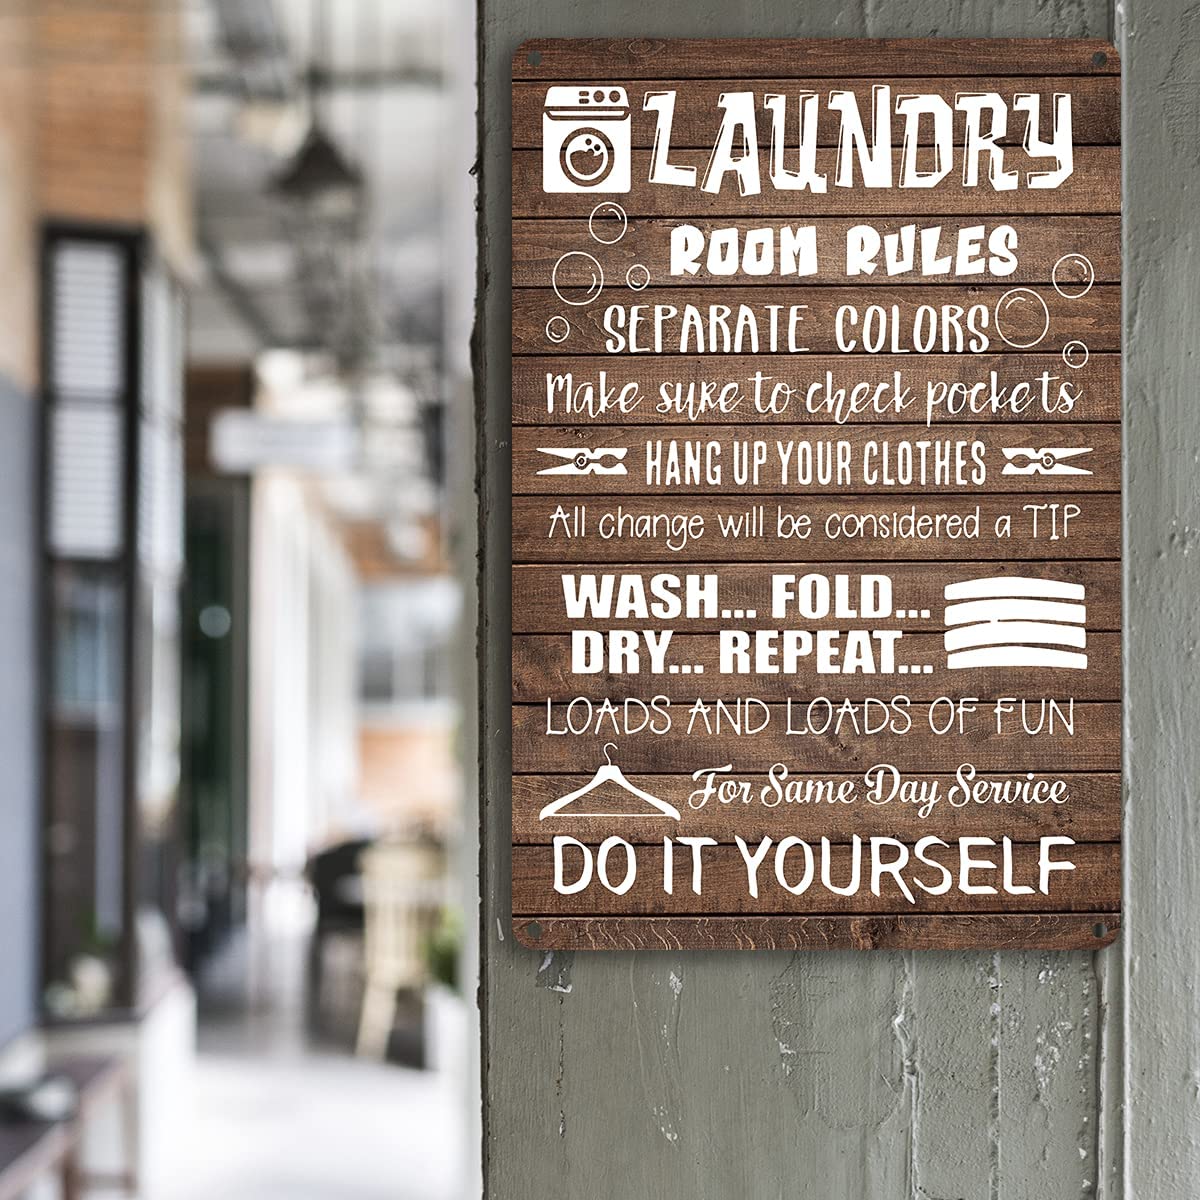 LAUNDRY
ROOM RULES
SEPARATE COLORS
Make sure to check pockets
HANG UP YOUR CLOTHES
All change will be considered a TIP
WASH... FOLD...
DRY... REPEAT...
LOADS AND LOADS OF FUN
For Same Day Service
DO IT YOURSELF